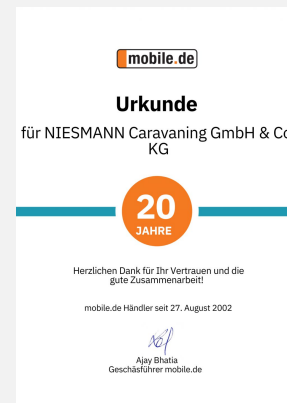 mobile.de
Urkunde
für NIESMANN Caravaning GmbH & Co
KG
20
JAHRE
Herzlichen Dank für Ihr Vertrauen und die
gute Zusammenarbeit!
mobile.de Händler seit 27. August 2002
Ajay Bhatia
Geschäsführer mobile.de